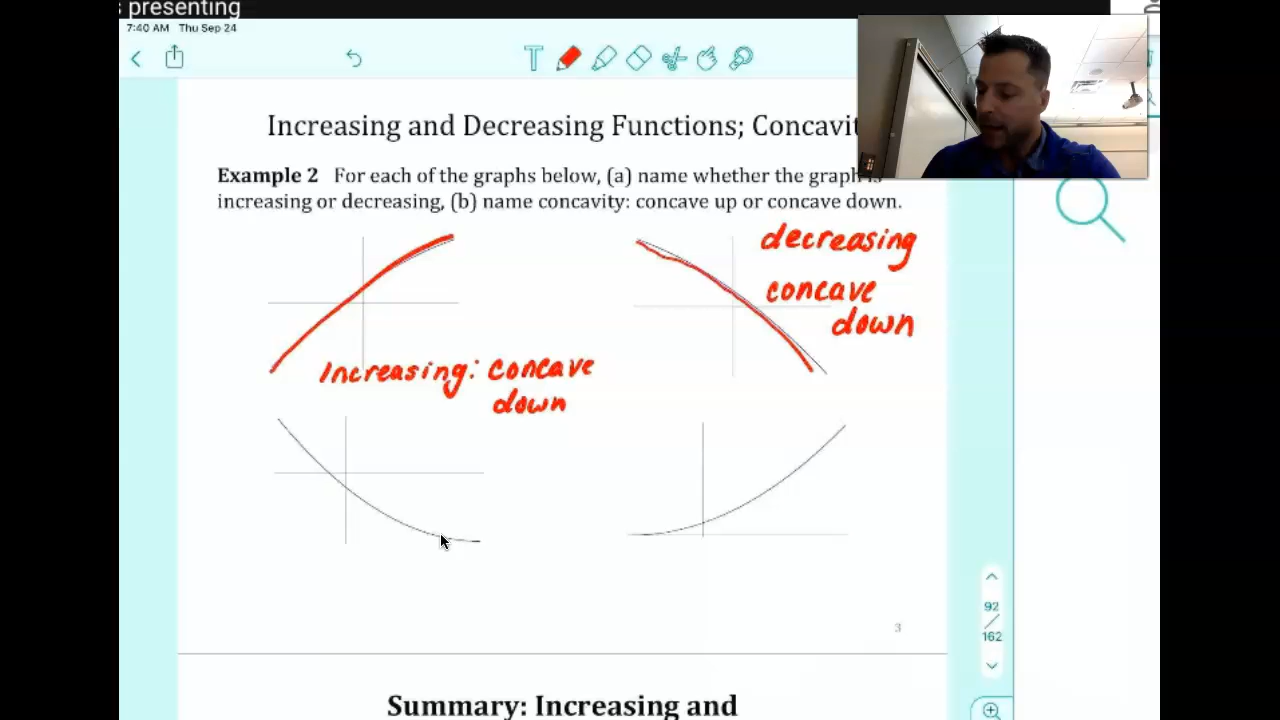 presenting
7:40 AM Thu Sep 24
T
Increasing and Decreasing Functions;
Example 2 For each of the graphs below, (a) name whether the graph is
increasing or decreasing, (b) name concavity: concave up or concave down.
decreasing
concave
down
Increasing: concave
down
92
/
162
3
Summary: Increasing and